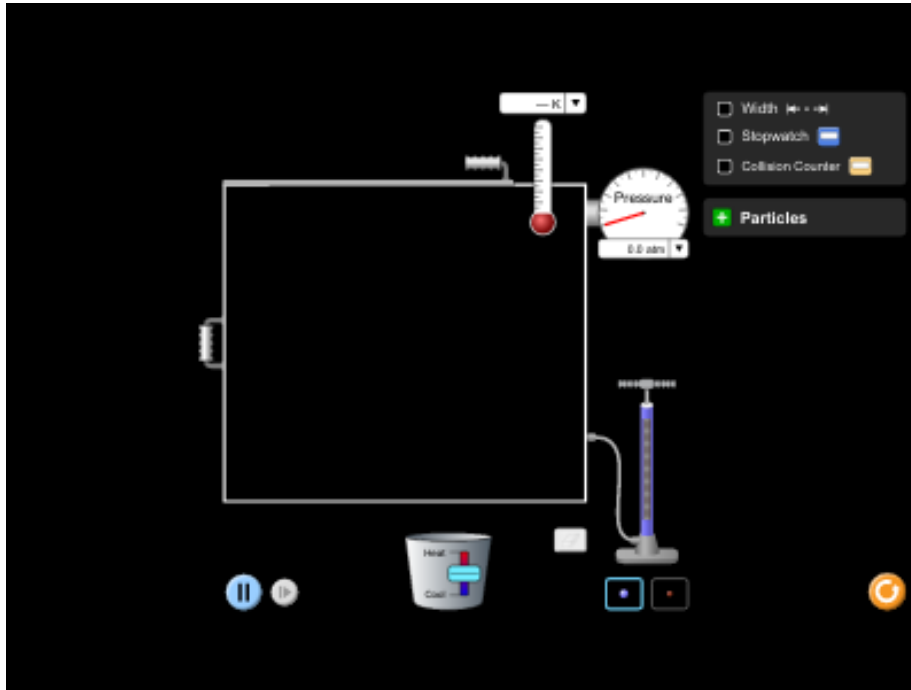 — K
Width
Stopwatch
Collision Counter
Pressure
Particles
0.0 atm
Heat
Cool